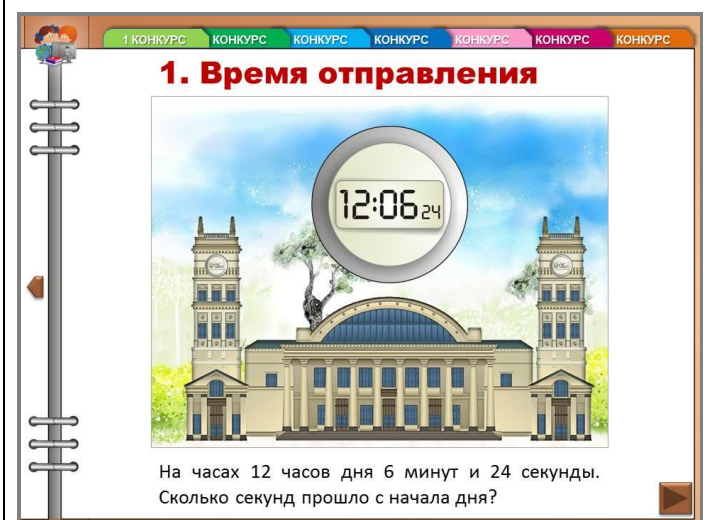 1 КОНКУРС КОНКУРС КОНКУРС КОНКУРС КОНКУРС КОНКУРС КОНКУРС
1. Время отправления
12:06 24
На часах 12 часов дня 6 минут и 24 секунды.
Сколько секунд прошло с начала дня?